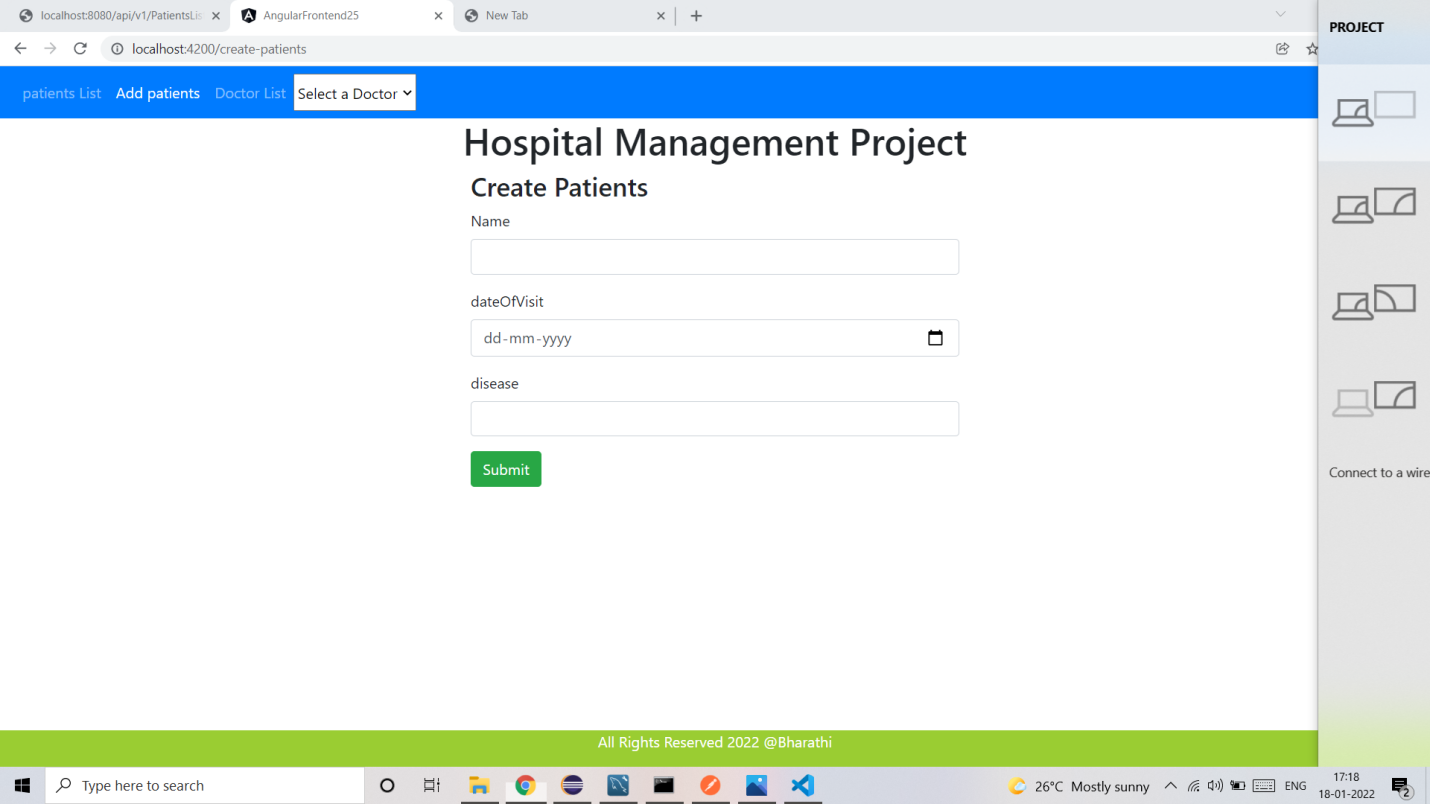 localhost:8080/api/v1/PatientsLis
AngularFrontend25
New Tab
localhost:4200/create-patients
PROJECT
patients List Add patients Doctor List Select a Doctor
Hospital Management Project
Create Patients
Name
dateOfVisit
dd-mm-yyyy
disease
Submit
Connect to a wire
All Rights Reserved 2022 @Bharathi
Type here to search
26°C Mostly sunny
ENG
17:18
18-01-2022
2